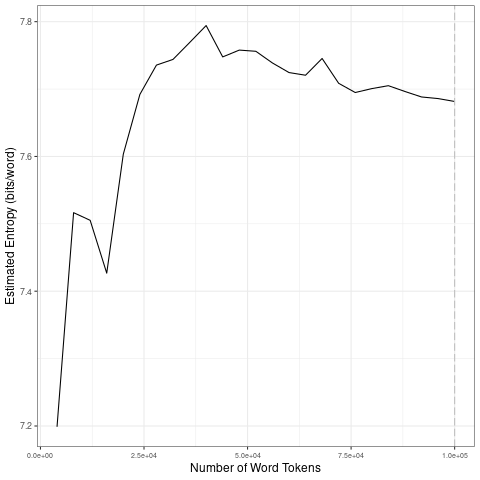 7.8
7.6
7.4
7.2
Estimated Entropy (bits/word)
0.0e+00 2.5e+04 5.0e+04 7.5e+04 1.0e+05
Number of Word Tokens